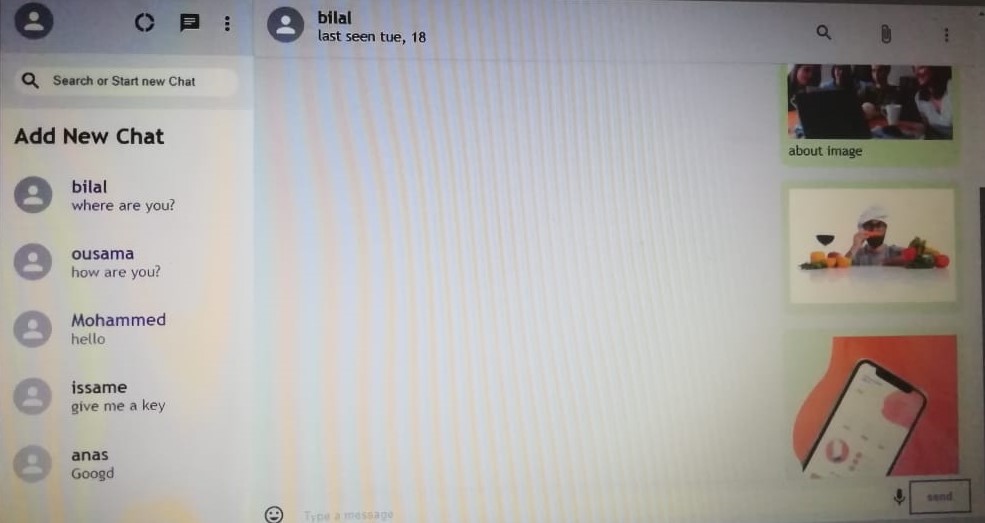 bilal
last seen tue, 18
Search or Start new Chat
Add New Chat
bilal
where are you?
ousama
how are you?
Mohammed
hello
issame
give me a key
anas
Googd
about image
Type a message
send